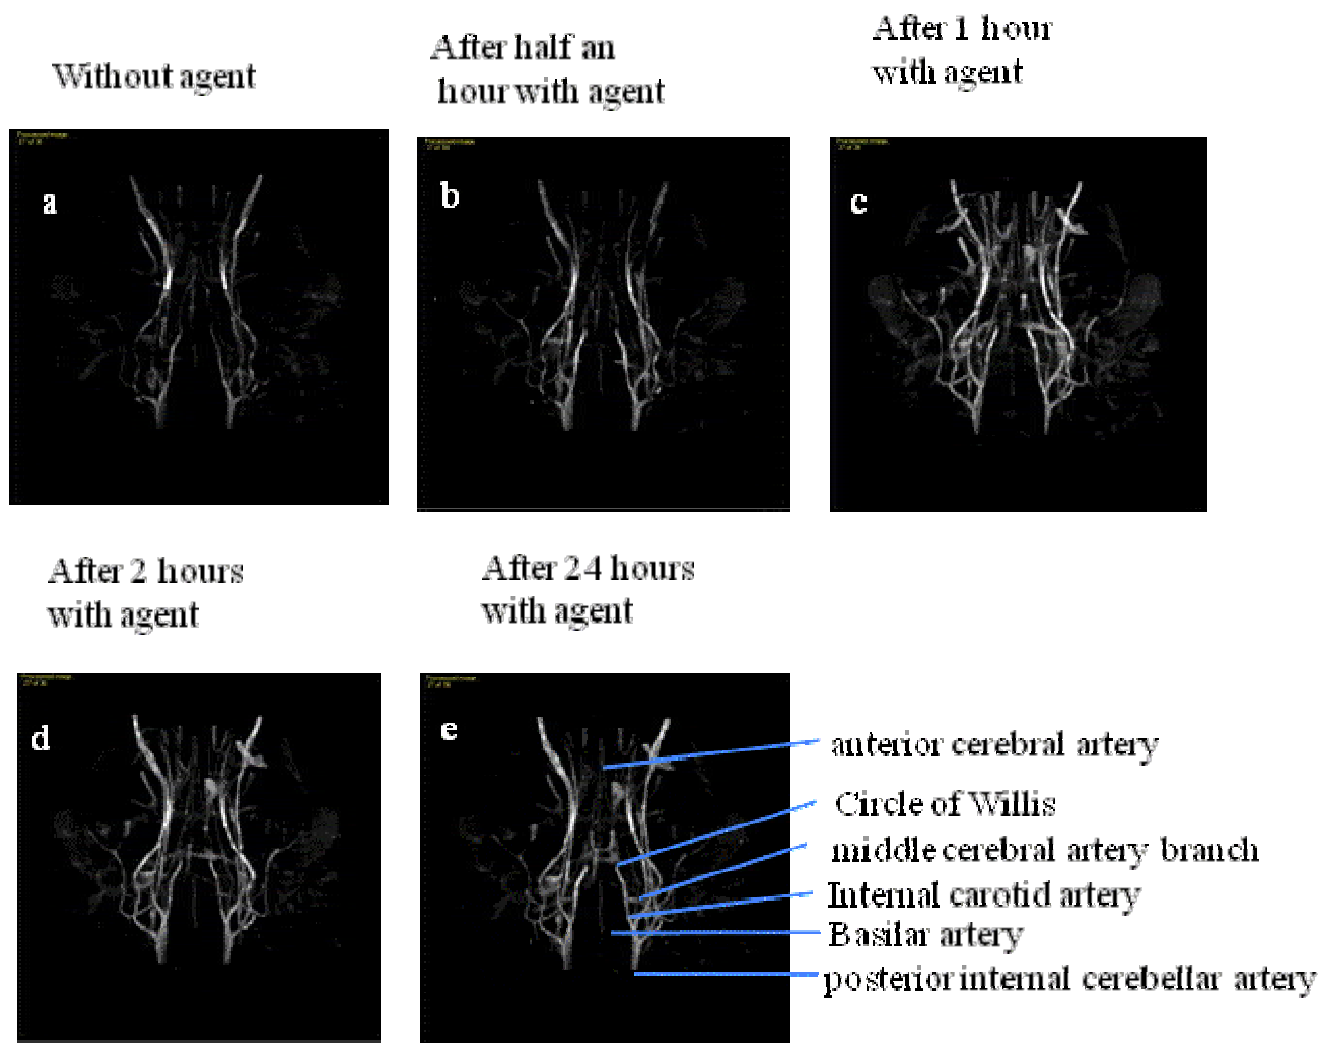 Without agent
After half an
hour with agent
After 1 hour
with agent
a
b
c
After 2 hours
with agent
After 24 hours
with agent
d
e
anterior cerebral artery
Circle of Willis
middle cerebral artery branch
Internal carotid artery
Basilar artery
posterior internal cerebellar artery